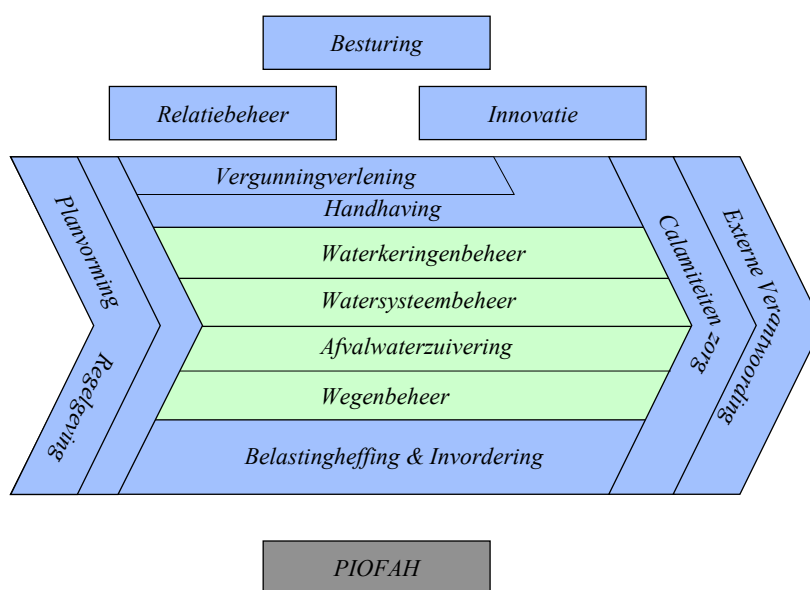 Besturing
Relatiebeheer
Innovatie
Planvorming
Regelgeving
Vergunningverlening
Handhaving
Waterkeringenbeheer
Watersysteembeheer
Afvalwaterzuivering
Wegenbeheer
Belastingheffing & Invordering
Calamiteiten zorg
Externe Verantwoording
PIOFAH